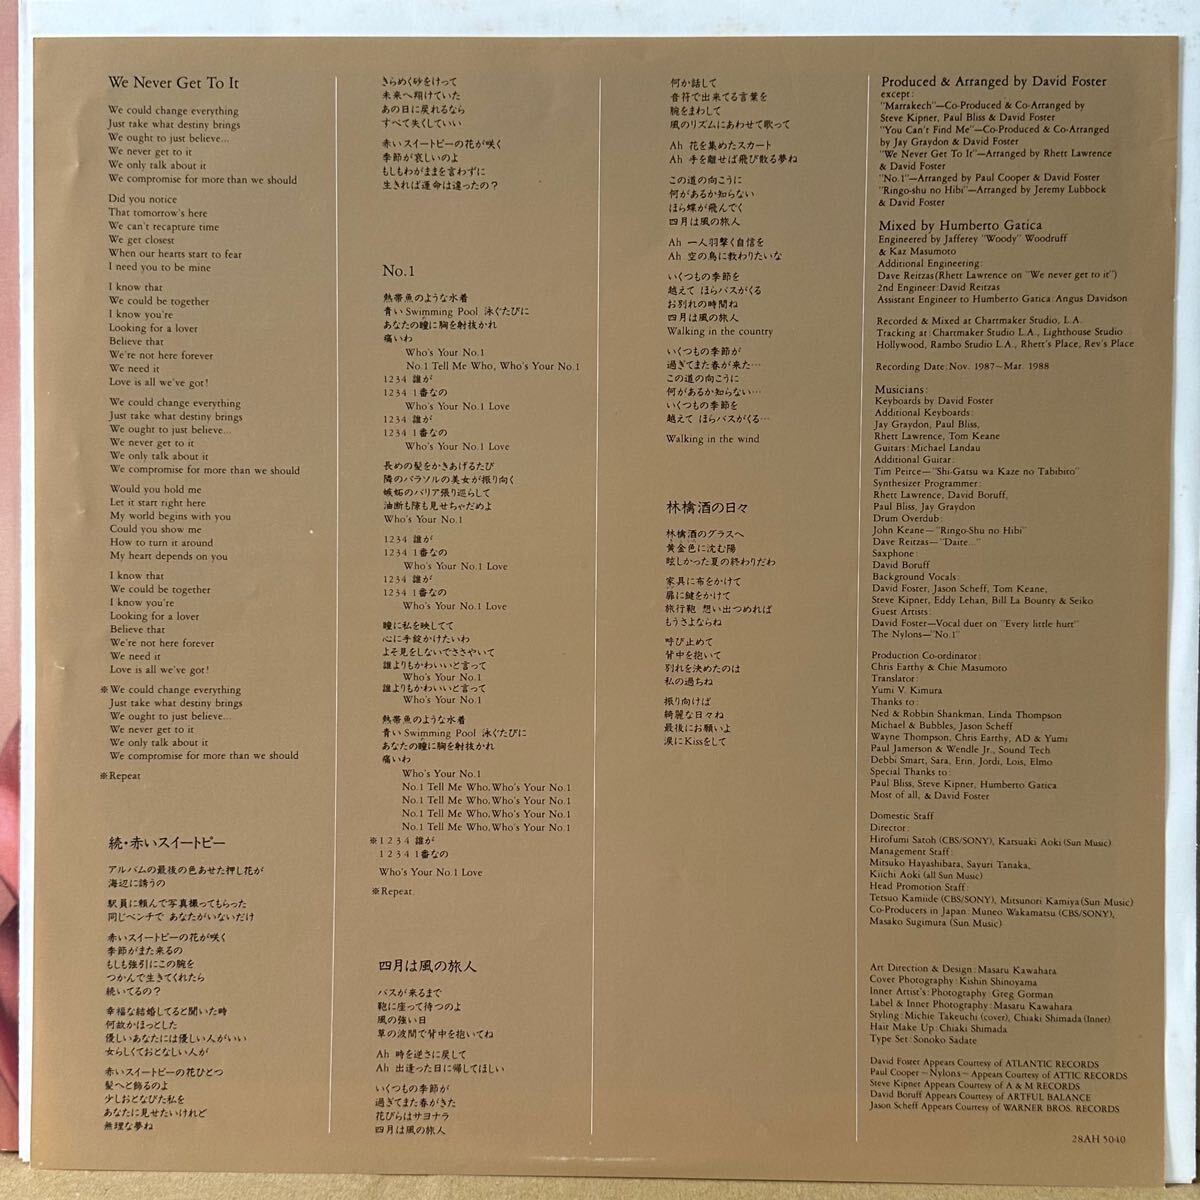 We Never Get To It
We could change everything
Just take what destiny brings
We ought to just believe...
We never get to it
We only talk about it
We compromise for more than we should
Did you notice
That tomorrow's here
We can't recapture time
We get closest
When our hearts start to fear
I need you to be mine
I know that
We could be together
I know you're
Looking for a lover
Believe that
We're not here forever
We need it
Love is all we've got!
We could change everything
Just take what destiny brings
We ought to just believe...
We never get to it
We only talk about it
We compromise for more than we should
Would you hold me
Let it start right here
My world begins with you
Could you show me
How to turn it around
My heart depends on you
I know that
We could be together
I know you're
Looking for a lover
Believe that
We're not here forever
We need it
Love is all we've got!
※We could change everything
Just take what destiny brings
We ought to just believe...
We never get to it
We only talk about it
We compromise for more than we should
※Repeat
続・赤いスイートピー
アルバムの最後の色あせた押し花が
海辺に誘うの
駅員に頼んで写真撮ってもらった
同じベンチで あなたがいないだけ
赤いスイートピーの花が咲く
季節がまた来るの
もしも強引にこの腕を
つかんで生きてくれたら
続いてるの?
幸福な結婚してると聞いた時
何故かほっとした
優しいあなたには優しい人がいい
女らしくておとなしい人が
赤いスイートピーの花ひとつ
髪へと飾るのよ
少しおとなびた私を
あなたに見せたいけれど
無理な夢ね
きらめく砂をけって
未来へ翔けていた
あの日に戻れるなら
すべて失くしていい
赤いスイートピーの花が咲く
季節が哀しいのよ
もしもわがままを言わずに
生きれば運命は違ったの?
No.1
熱帯魚のような水着
青いSwimming Pool 泳ぐたびに
あなたの瞳に胸を射抜かれ
痛いわ
Who's Your No.1
No.1 Tell Me Who, Who's Your No.1
1234 誰が
1234 1番なの
Who's Your No.1 Love
1234 誰が
1234 1番なの
Who's Your No.1 Love
長めの髪をかきあげるたび
隣のパラソルの美女が振り向く
嫉妬のバリア張り巡らして
油断も隙も見せちゃだめよ
Who's Your No.1
1234 誰が
1234 1番なの
Who's Your No.1 Love
1234 誰が
1234 1番なの
Who's Your No.1 Love
瞳に私を映してて
心に手錠かけたいわ
よそ見をしないでささやいて
誰よりもかわいいと言って
Who's Your No.1
誰よりもかわいいと言って
Who's Your No.1
熱帯魚のような水着
青いSwimming Pool 泳ぐたびに
あなたの瞳に胸を射抜かれ
痛いわ
Who's Your No.1
No.1 Tell Me Who, Who's Your No.1
No.1 Tell Me Who, Who's Your No.1
No.1 Tell Me Who, Who's Your No.1
No.1 Tell Me Who, Who's Your No.1
※1234 誰が
1234 1番なの
Who's Your No.1 Love
※Repeat.
四月は風の旅人
バスが来るまで
鞄に座って待つのよ
風の強い日
草の波間で背中を抱いてね
Ah 時を逆さに戻して
Ah 出逢った日に帰してほしい
いくつもの季節が
過ぎてまた春がきた
花びらはサヨナラ
四月は風の旅人
何か話して
音符で出来てる言葉を
腕をまわして
風のリズムにあわせて歌って
Ah 花を集めたスカート
Ah 手を離せば飛び散る夢ね
この道の向こうに
何があるか知らない
ほら蝶が飛んでく
四月は風の旅人
Ah 一人羽撃く自信を
Ah 空の鳥に教わりたいな
いくつもの季節を
越えて ほらバスがくる
お別れの時間ね
四月は風の旅人
Walking in the country
いくつもの季節が
過ぎてまた春が来た…
この道の向こうに
何があるか知らない…
いくつもの季節を
越えて ほらバスがくる…
Walking in the wind
林檎酒の日々
林檎酒のグラスへ
黄金色に沈む陽
眩しかった夏の終わりだわ
家具に布をかけて
扉に鍵をかけて
旅行鞄 想い出つめれば
もうさよならね
呼び止めて
背中を抱いて
別れを決めたのは
私の過ちね
振り向けば
綺麗な日々ね
最後にお願いよ
涙にKissをして
Produced & Arranged by David Foster
except:
"Marrakech"—Co-Produced & Co-Arranged by
Steve Kipner, Paul Bliss & David Foster
"You Can't Find Me"—Co-Produced & Co-Arranged
by Jay Graydon & David Foster
"We Never Get To It"—Arranged by Rhett Lawrence
& David Foster
"No.1"—Arranged by Paul Cooper & David Foster
"Ringo-shu no Hibi"—Arranged by Jeremy Lubbock
& David Foster
Mixed by Humberto Gatica
Engineered by Jafferey "Woody" Woodruff
& Kaz Masumoto
Additional Engineering:
Dave Reitzas(Rhett Lawrence on "We never get to it")
2nd Engineer: David Reitzas
Assistant Engineer to Humberto Gatica: Angus Davidson
Recorded & Mixed at Chartmaker Studio, L.A.
Tracking at: Chartmaker Studio L.A., Lighthouse Studio
Hollywood, Rambo Studio L.A., Rhett's Place, Rev's Place
Recording Date: Nov. 1987~Mar. 1988
Musicians:
Keyboards by David Foster
Additional Keyboards:
Jay Graydon, Paul Bliss,
Rhett Lawrence, Tom Keane
Guitars: Michael Landau
Additional Guitar:
Tim Peirce—"Shi-Gatsu wa Kaze no Tabibito"
Synthesizer Programmer:
Rhett Lawrence, David Boruff,
Paul Bliss, Jay Graydon
Drum Overdub:
John Keane—"Ringo-Shu no Hibi"
Dave Reitzas—"Daite..."
Saxphone:
David Boruff
Background Vocals:
David Foster, Jason Scheff, Tom Keane,
Steve Kipner, Eddy Lehan, Bill La Bounty & Seiko
Guest Artists:
David Foster—Vocal duet on "Every little hurt"
The Nylons—"No.1"
Production Co-ordinator:
Chris Earthy & Chie Masumoto
Translator:
Yumi V. Kimura
Thanks to:
Ned & Robbin Shankman, Linda Thompson
Michael & Bubbles, Jason Scheff
Wayne Thompson, Chris Earthy, AD & Yumi
Paul Jamerson & Wendle Jr., Sound Tech
Debbi Smart, Sara, Erin, Jordi, Lois, Elmo
Special Thanks to:
Paul Bliss, Steve Kipner, Humberto Gatica
Most of all, & David Foster
Domestic Staff
Director:
Hirofumi Satoh (CBS/SONY), Katsuaki Aoki (Sun Music)
Management Staff:
Mitsuko Hayashibara, Sayuri Tanaka,
Kiichi Aoki (all Sun Music)
Head Promotion Staff:
Tetsuo Kamiide (CBS/SONY), Mitsunori Kamiya (Sun Music)
Co-Producers in Japan: Muneo Wakamatsu (CBS/SONY),
Masako Sugimura (Sun Music)
Art Direction & Design: Masaru Kawahara
Cover Photography: Kishin Shinoyama
Inner Artist's: Photography: Greg Gorman
Label & Inner Photography: Masaru Kawahara
Styling: Michie Takeuchi (cover), Chiaki Shimada (Inner)
Hair Make Up: Chiaki Shimada
Type Set: Sonoko Sadate
David Foster Appears Courtesy of ATLANTIC RECORDS
Paul Cooper ~Nylons~ Appears Courtesy of ATTIC RECORDS
Steve Kipner Appears Courtesy of A & M RECORDS
David Boruff Appears Courtesy of ARTFUL BALANCE
Jason Scheff Appears Courtesy of WARNER BROS. RECORDS
28AH 5040